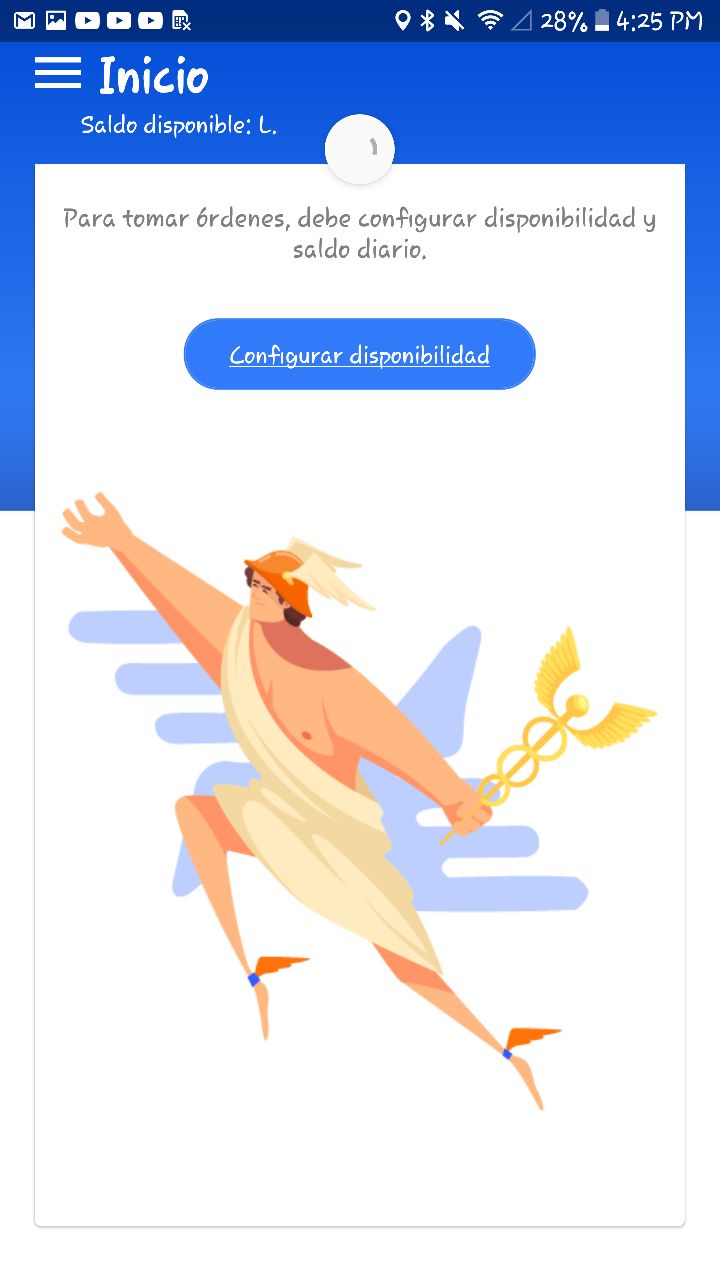 28% 4:25 PM
Inicio
Saldo disponible: L.
Para tomar órdenes, debe configurar disponibilidad y
saldo diario.
Configurar disponibilidad